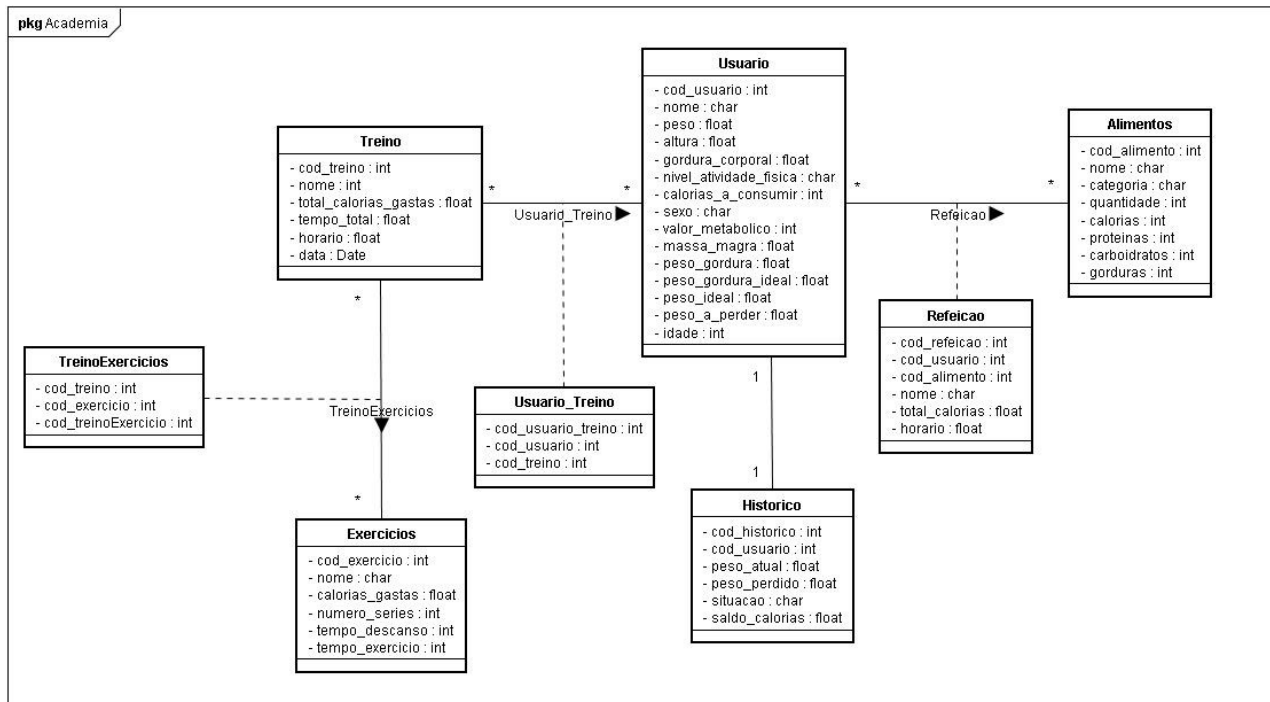 pkg Academia
Usuario
- cod_usuario : int
- nome : char
- peso : float
- altura : float
- gordura_corporal : float
- nivel_atividade_fisica : char
- calorias_a_consumir : int
- sexo : char
- valor_metabolico : int
- massa_magra : float
- peso_gordura : float
- peso_gordura_ideal : float
- peso_ideal : float
- peso_a_perder : float
- idade : int
Treino
- cod_treino : int
- nome : int
- total_calorias_gastas : float
- tempo_total : float
- horario : float
- data : Date
*
*
Usuario_Treino
*
*
Refeicao
Alimentos
- cod_alimento : int
- nome : char
- categoria : char
- quantidade : int
- calorias : int
- proteinas : int
- carboidratos : int
- gorduras : int
*
TreinoExercicios
- cod_treino : int
- cod_exercicio : int
- cod_treinoExercicio : int
TreinoExercicios
*
Usuario_Treino
- cod_usuario_treino : int
- cod_usuario : int
- cod_treino : int
Refeicao
- cod_refeicao : int
- cod_usuario : int
- cod_alimento : int
- nome : char
- total_calorias : float
- horario : float
1
1
Exercicios
- cod_exercicio : int
- nome : char
- calorias_gastas : float
- numero_series : int
- tempo_descanso : int
- tempo_exercicio : int
Historico
- cod_historico : int
- cod_usuario : int
- peso_atual : float
- peso_perdido : float
- situacao : char
- saldo_calorias : float